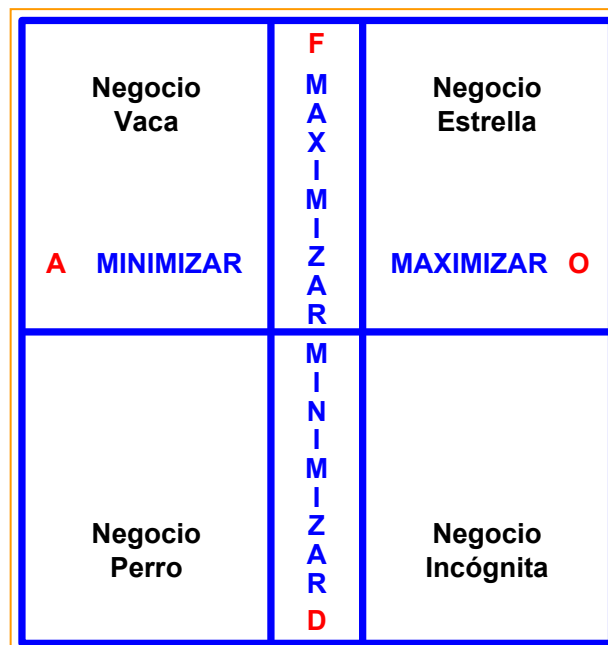 Negocio
Vaca
F
MAXIMIZAR
Negocio
Estrella
A MINIMIZAR
MAXIMIZAR O
MINIMIZAR
D
Negocio
Perro
Negocio
Incógnita